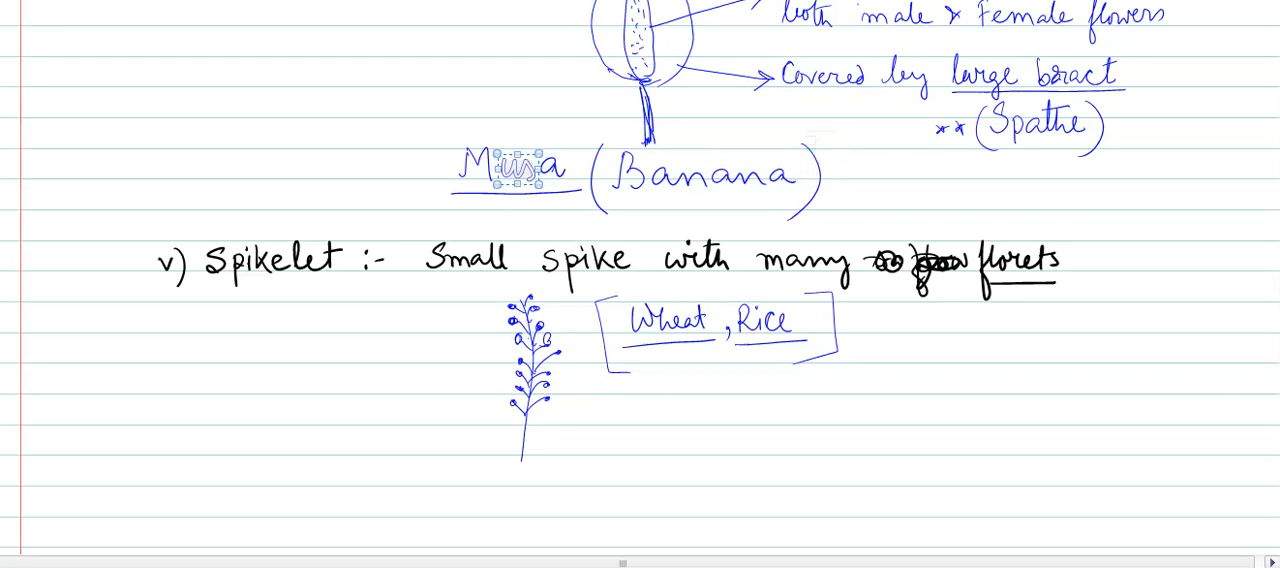 both male & Female flowers
Covered by large bract
** (Spathe)
Musa (Banana)
v) Spikelet :- Small spike with many florets
Wheat, Rice